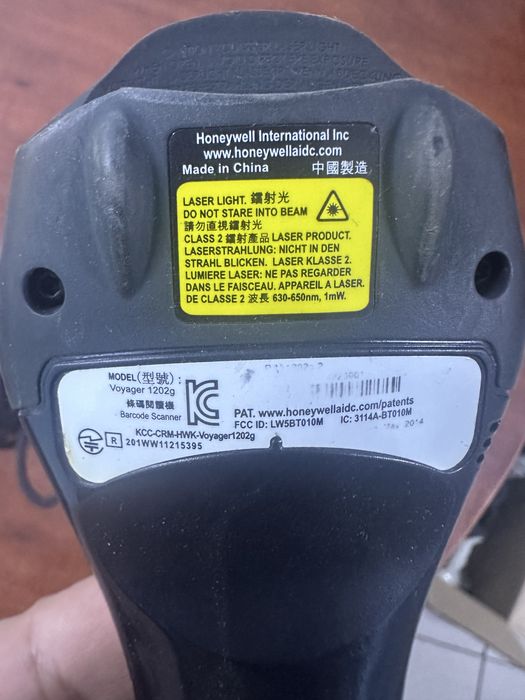 Honeywell International Inc
www.honeywellaidc.com
Made in China 中國製造
LASER LIGHT. 鐳射光
DO NOT STARE INTO BEAM
請勿直視鐳射光
CLASS 2 鐳射產品 LASER PRODUCT.
LASERSTRAHLUNG: NICHT IN DEN
STRAHL BLICKEN. LASER KLASSE 2.
LUMIERE LASER: NE PAS REGARDER
DANS LE FAISCEAU. APPAREIL A LASER.
DE CLASSE 2 波長 630-650nm, 1mW.
MODEL(型號) :
Voyager 1202g
條碼閱讀機
Barcode Scanner
PAT. www.honeywellaidc.com/patents
FCC ID: LW5BT010M IC: 3114A-BT010M
2014
KCC-CRM-HWK-Voyager1202g
R 201WW11215395